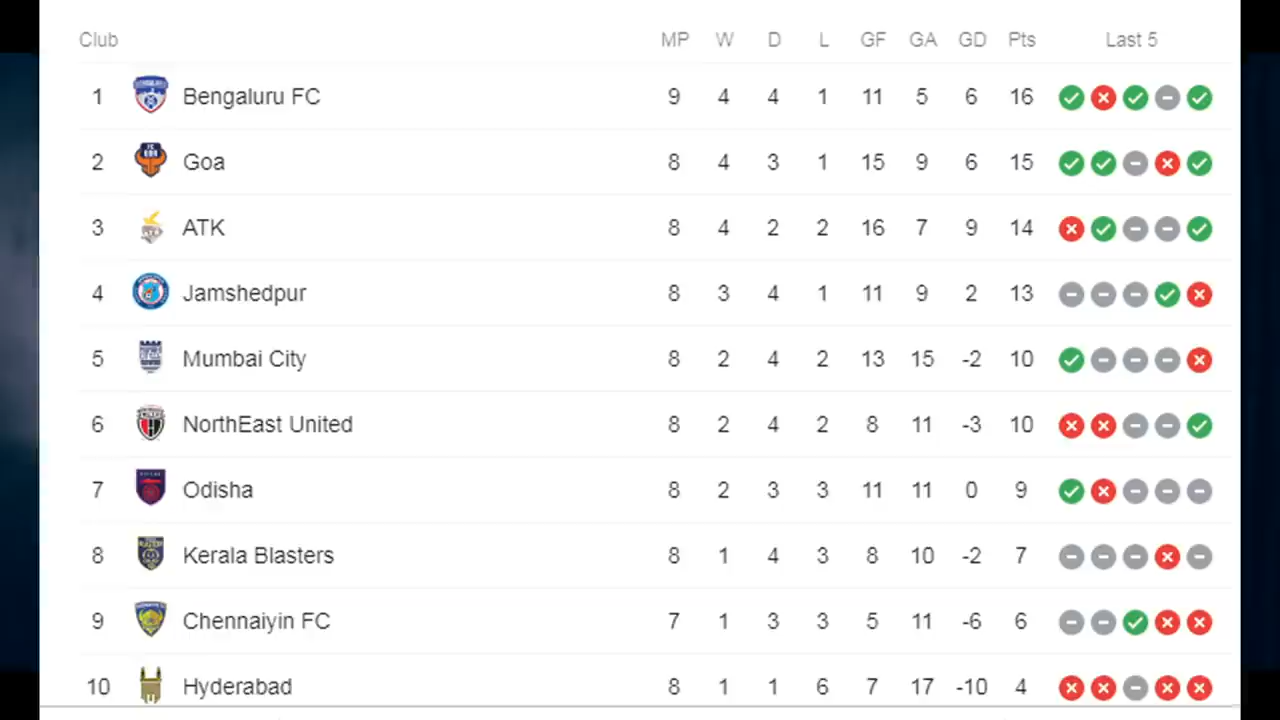 Club MP W D L GF GA GD Pts Last 5
1 Bengaluru FC 9 4 4 1 11 5 6 16
2 Goa 8 4 3 1 15 9 6 15
3 ATK 8 4 2 2 16 7 9 14
4 Jamshedpur 8 3 4 1 11 9 2 13
5 Mumbai City 8 2 4 2 13 15 -2 10
6 NorthEast United 8 2 4 2 8 11 -3 10
7 Odisha 8 2 3 3 11 11 0 9
8 Kerala Blasters 8 1 4 3 8 10 -2 7
9 Chennaiyin FC 7 1 3 3 5 11 -6 6
10 Hyderabad 8 1 1 6 7 17 -10 4